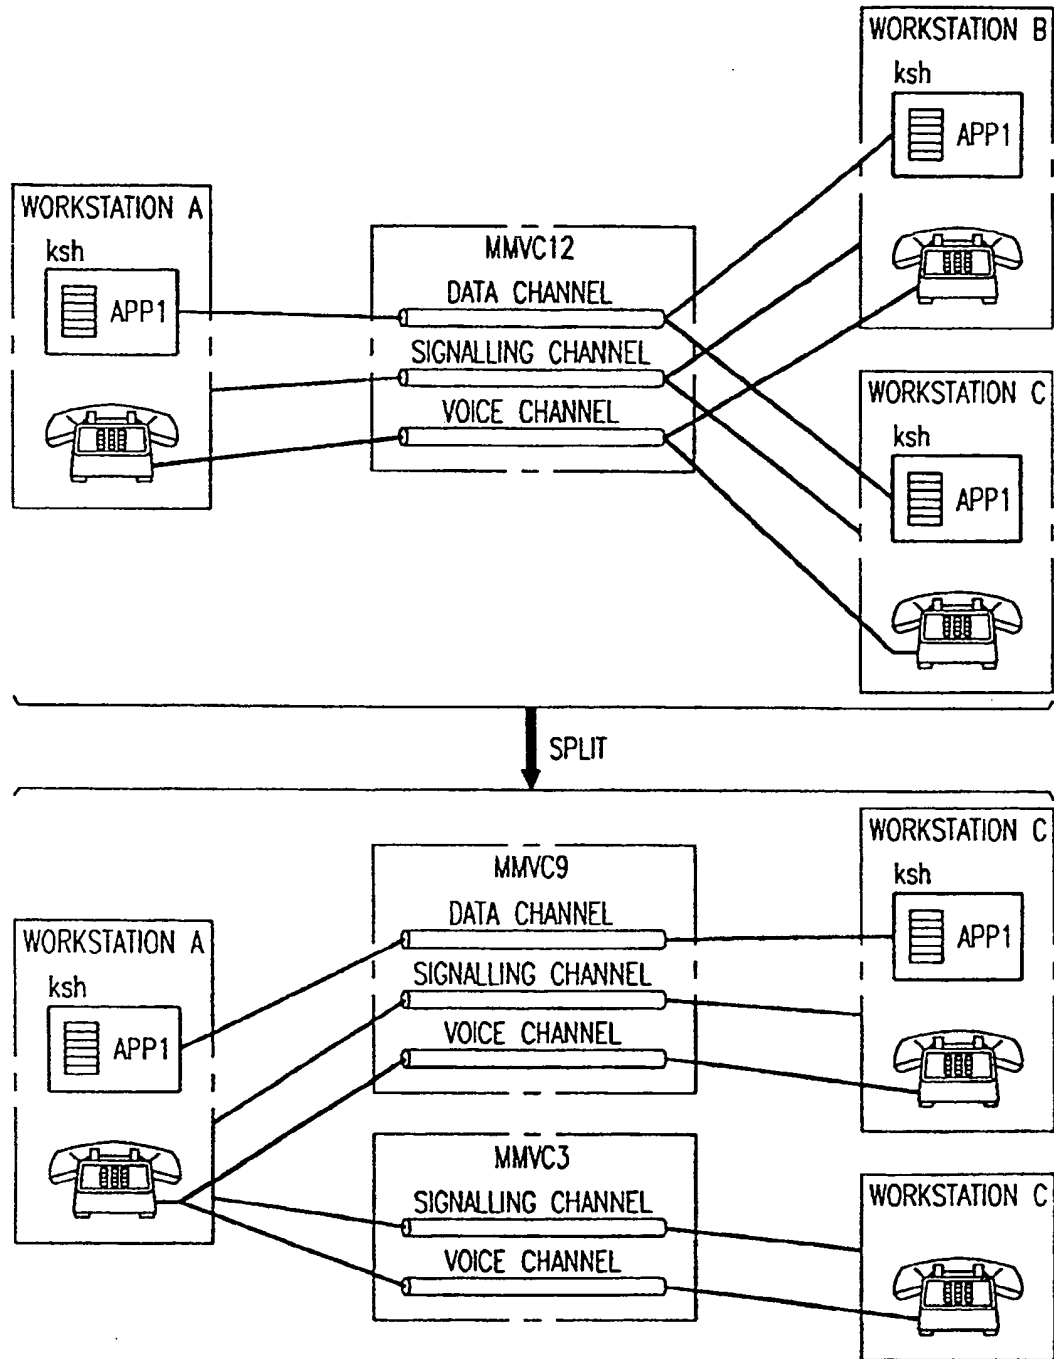 WORKSTATION B
ksh
APP1
WORKSTATION A
ksh
APP1
MMVC12
DATA CHANNEL
SIGNALLING CHANNEL
VOICE CHANNEL
WORKSTATION C
ksh
APP1
SPLIT
WORKSTATION C
ksh
APP1
MMVC9
DATA CHANNEL
SIGNALLING CHANNEL
VOICE CHANNEL
WORKSTATION A
ksh
APP1
MMVC3
SIGNALLING CHANNEL
VOICE CHANNEL
WORKSTATION C